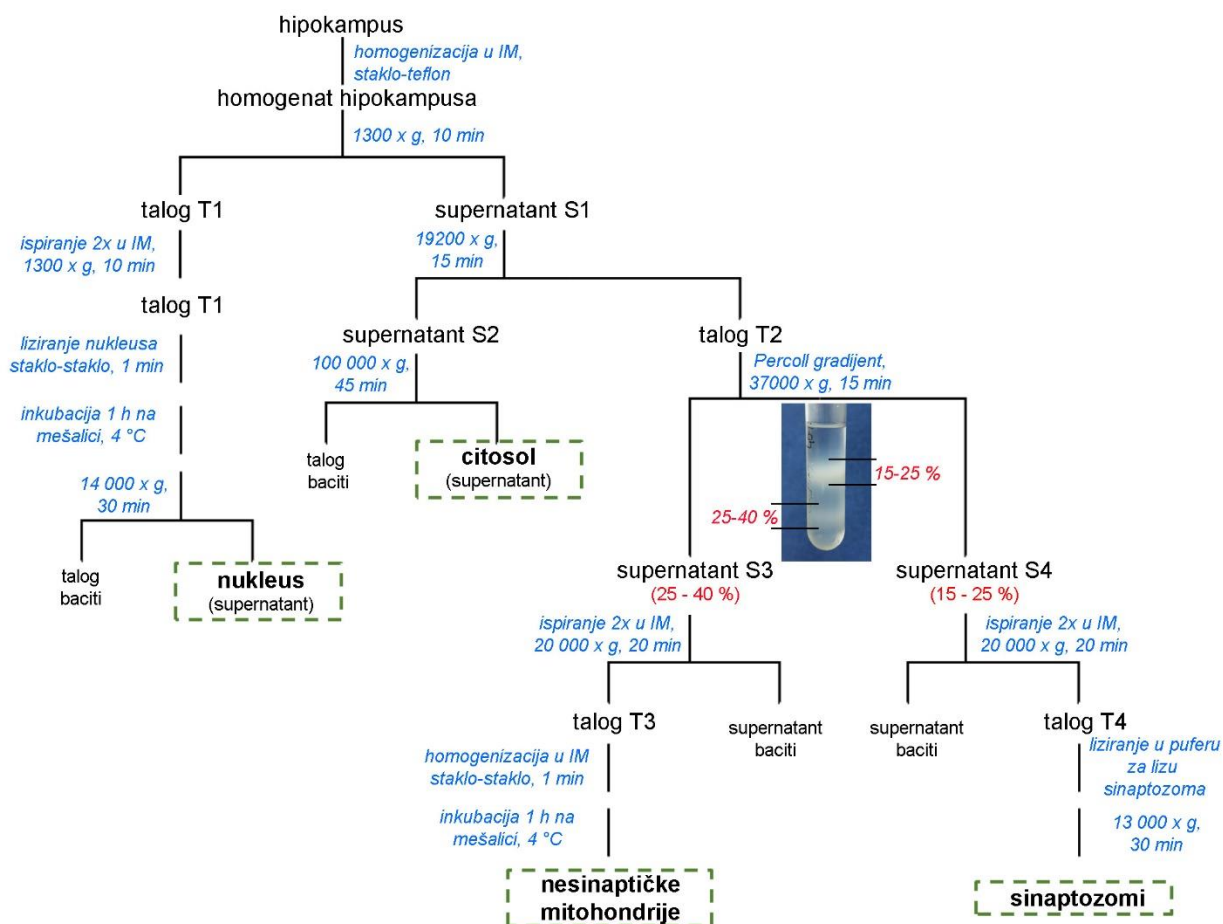 hipokampus
homogenizacija u IM,
staklo-teflon
homogenat hipokampusa
1300 x g, 10 min
talog T1
supernatant S1
ispiranje 2x u IM,
1300 x g, 10 min
19200 x g,
15 min
talog T1
supernatant S2
talog T2
liziranje nukleusa
staklo-staklo, 1 min
100 000 x g,
45 min
Percoll gradijent,
37000 x g, 15 min
inkubacija 1 h na
mešalici, 4 °C
talog
baciti
citosol
(supernatant)
15-25 %
25-40 %
14 000 x g,
30 min
talog
baciti
nukleus
(supernatant)
supernatant S3
(25 - 40 %)
supernatant S4
(15 - 25 %)
ispiranje 2x u IM,
20 000 x g, 20 min
ispiranje 2x u IM,
20 000 x g, 20 min
talog T3
supernatant
baciti
supernatant
baciti
talog T4
homogenizacija u IM
staklo-staklo, 1 min
liziranje u puferu
za lizu
sinaptozoma
inkubacija 1 h na
mešalici, 4 °C
13 000 x g,
30 min
nesinaptičke
mitohondrije
sinaptozomi